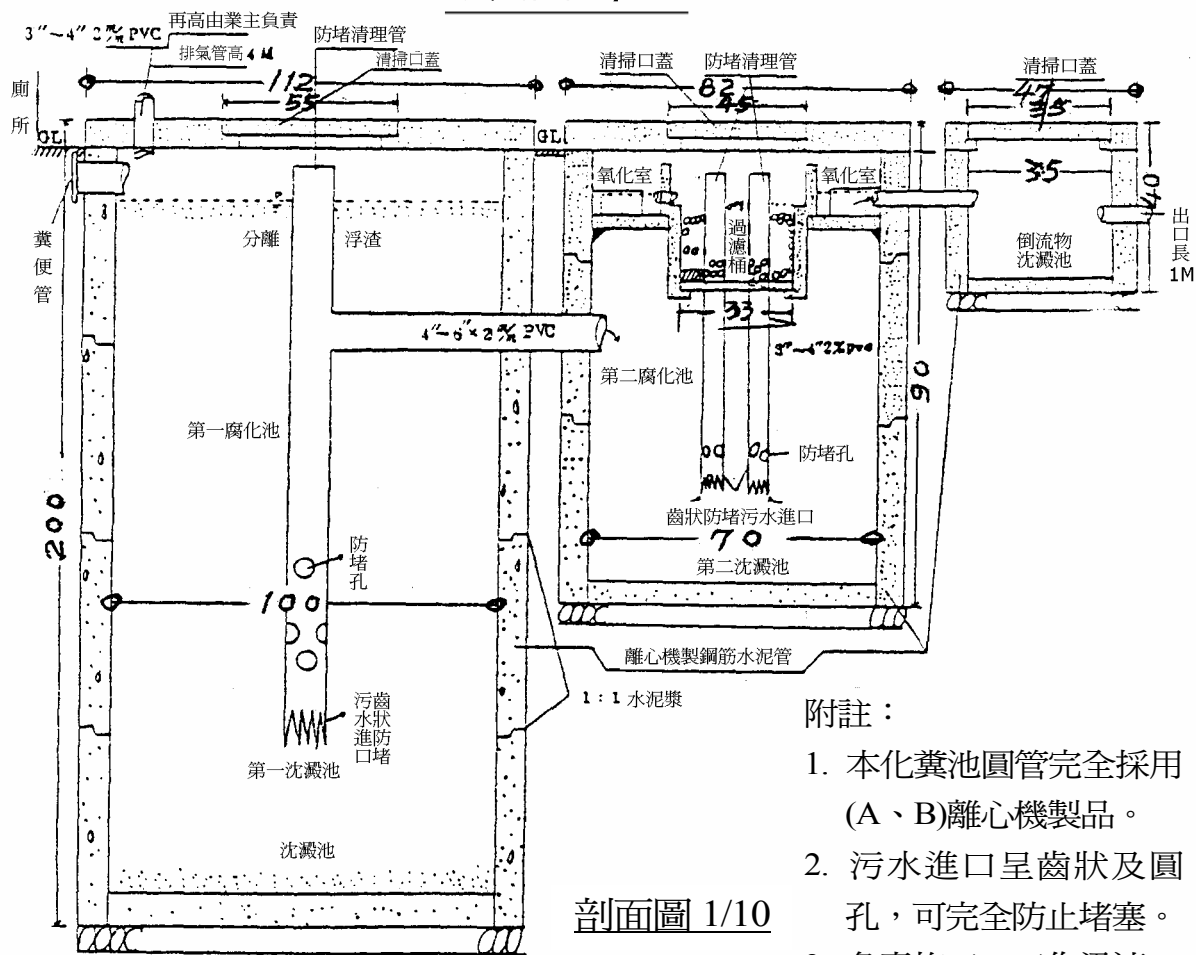 3"~4" 2 m/m PVC
再高由業主負責
排氣管高 4 M
防堵清理管
清掃口蓋
112
55
廁所
GL
糞便管
分離
浮渣
4"~6"×2 m/m PVC
第一腐化池
200
防堵孔
100
齒狀防堵污水進口
第一沈澱池
沈澱池
清掃口蓋
防堵清理管
82
45
GL
氧化室
氧化室
過濾桶
33
第二腐化池
防堵孔
齒狀防堵污水進口
70
第二沈澱池
90
離心機製鋼筋水泥管
1:1 水泥漿
清掃口蓋
47
35
35
40
倒流物
沈澱池
出口長1M
剖面圖 1/10
附註:
1. 本化糞池圓管完全採用
(A、B)離心機製品。
2. 污水進口呈齒狀及圓
孔,可完全防止堵塞。